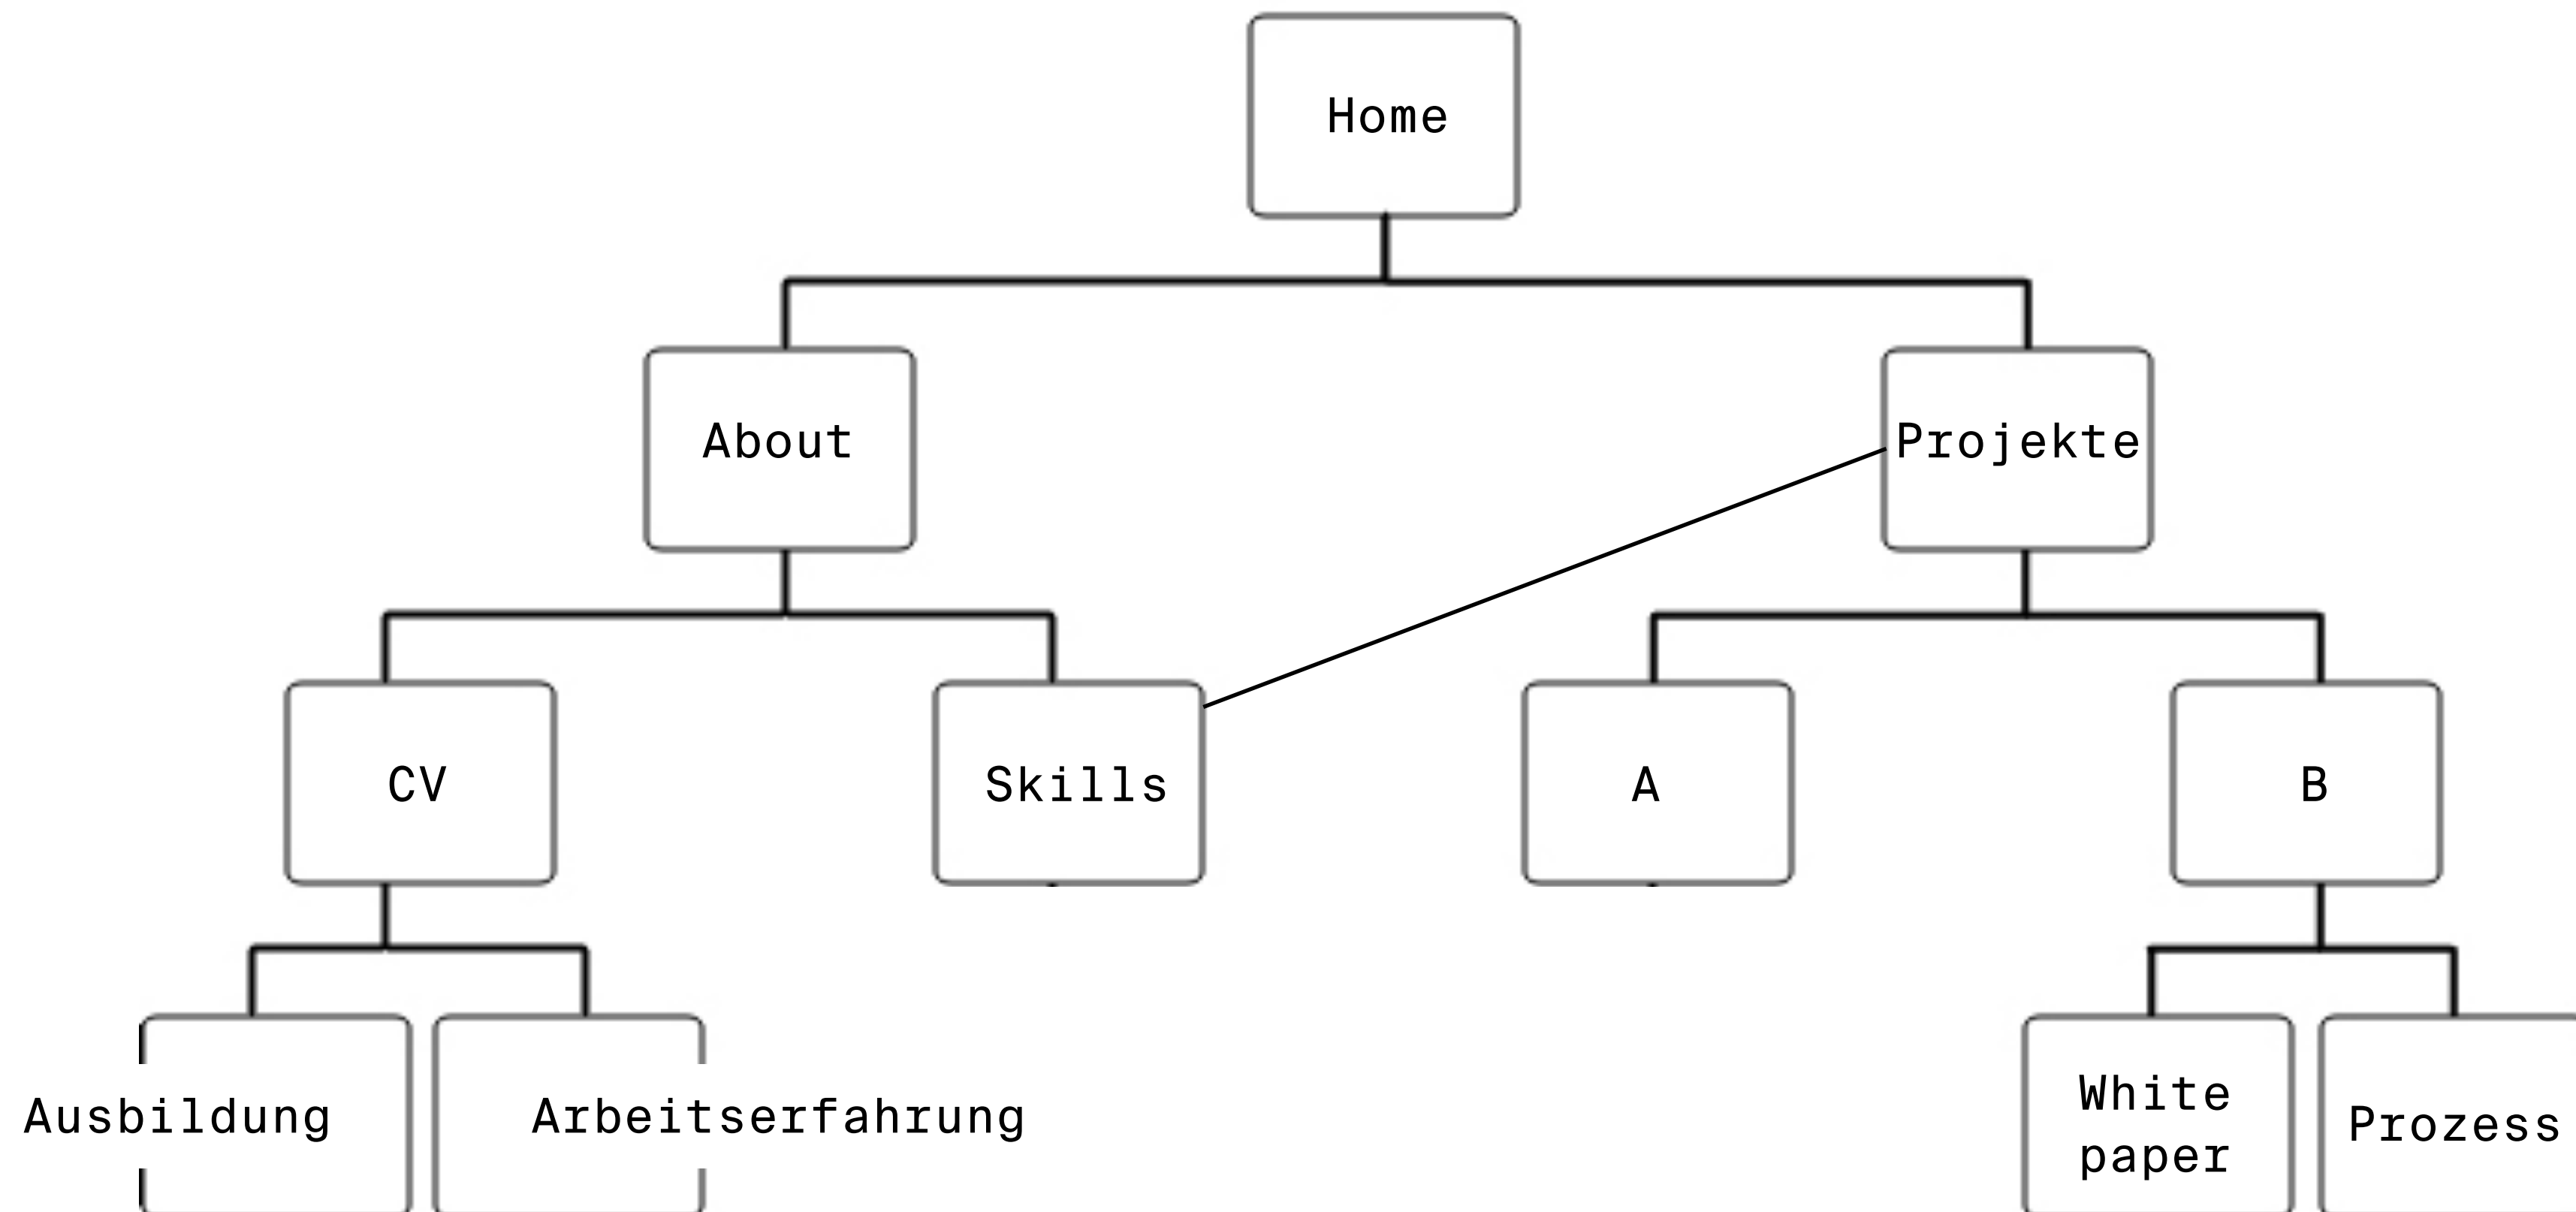 Home
About
Projekte
CV
Skills
A
B
Ausbildung
Arbeitserfahrung
White
paper
Prozess